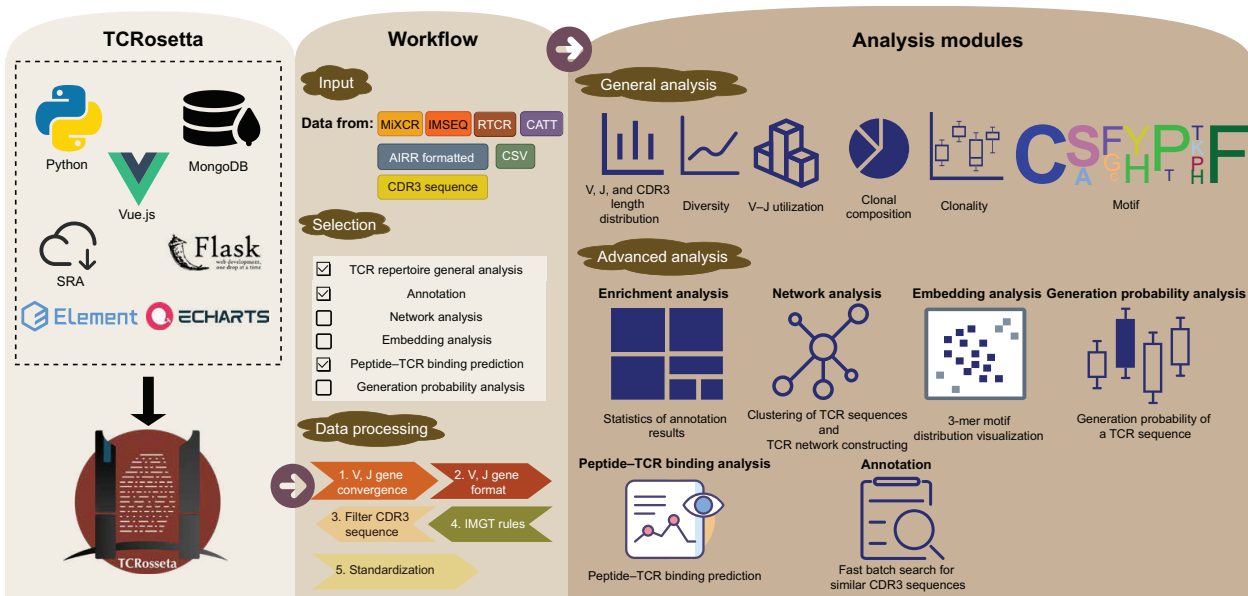 TCRosetta
Python
MongoDB
Vue.js
SRA
Flask
web development,
one drop at a time
Element
ECHARTS
TCRosseta
Workflow
Input
Data from:
MiXCR
IMSEQ
RTCR
CATT
AIRR formatted
CSV
CDR3 sequence
Selection
TCR repertoire general analysis
Annotation
Network analysis
Embedding analysis
Peptide–TCR binding prediction
Generation probability analysis
Data processing
1. V, J gene
convergence
2. V, J gene
format
3. Filter CDR3
sequence
4. IMGT rules
5. Standardization
Analysis modules
General analysis
V, J, and CDR3
length
distribution
Diversity
V–J utilization
Clonal
composition
Clonality
CSFYPTF
AGHTK
CPH
Motif
Advanced analysis
Enrichment analysis
Statistics of annotation
results
Network analysis
Clustering of TCR sequences
and
TCR network constructing
Embedding analysis
3-mer motif
distribution visualization
Generation probability analysis
Generation probability of
a TCR sequence
Peptide–TCR binding analysis
Peptide–TCR binding prediction
Annotation
Fast batch search for
similar CDR3 sequences